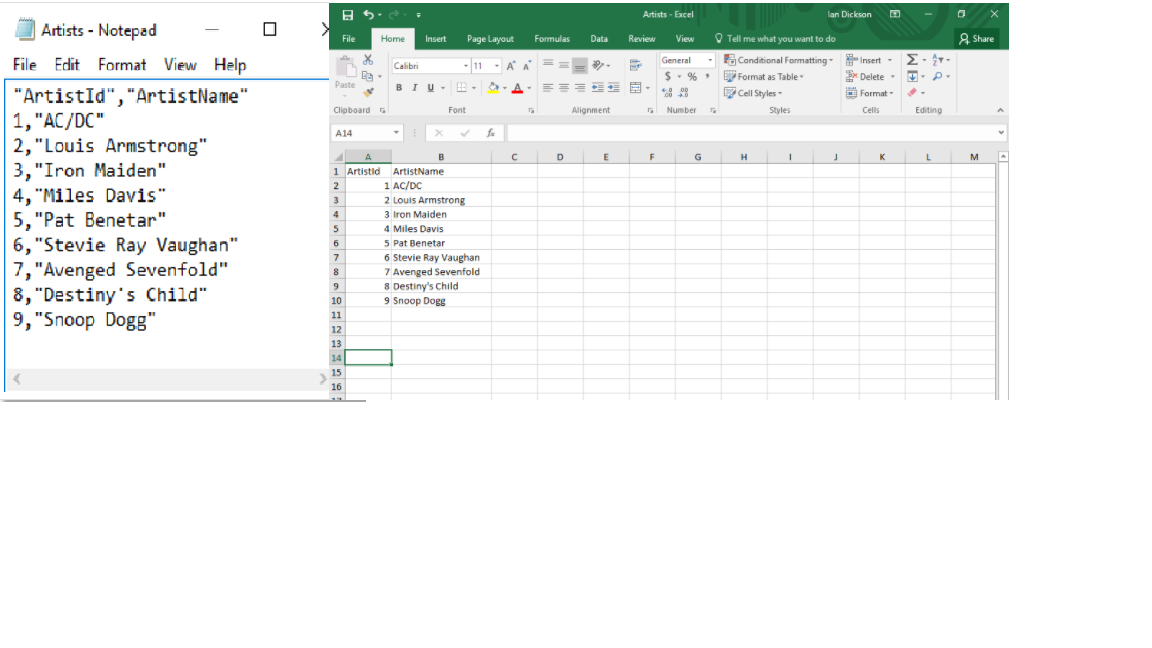 Artists - Notepad
File Edit Format View Help
"ArtistId","ArtistName"
1,"AC/DC"
2,"Louis Armstrong"
3,"Iron Maiden"
4,"Miles Davis"
5,"Pat Benetar"
6,"Stevie Ray Vaughan"
7,"Avenged Sevenfold"
8,"Destiny's Child"
9,"Snoop Dogg"
Artists - Excel Ian Dickson
File Home Insert Page Layout Formulas Data Review View Tell me what you want to do Share
Paste Calibri 11 A A General Conditional Formatting Insert
B I U A $ % , Format as Table Delete
Cell Styles Format
Clipboard Font Alignment Number Styles Cells Editing
A14 fx
A B C D E F G H I J K L M
1 ArtistId ArtistName
2 1 AC/DC
3 2 Louis Armstrong
4 3 Iron Maiden
5 4 Miles Davis
6 5 Pat Benetar
7 6 Stevie Ray Vaughan
8 7 Avenged Sevenfold
9 8 Destiny's Child
10 9 Snoop Dogg
11
12
13
14
15
16